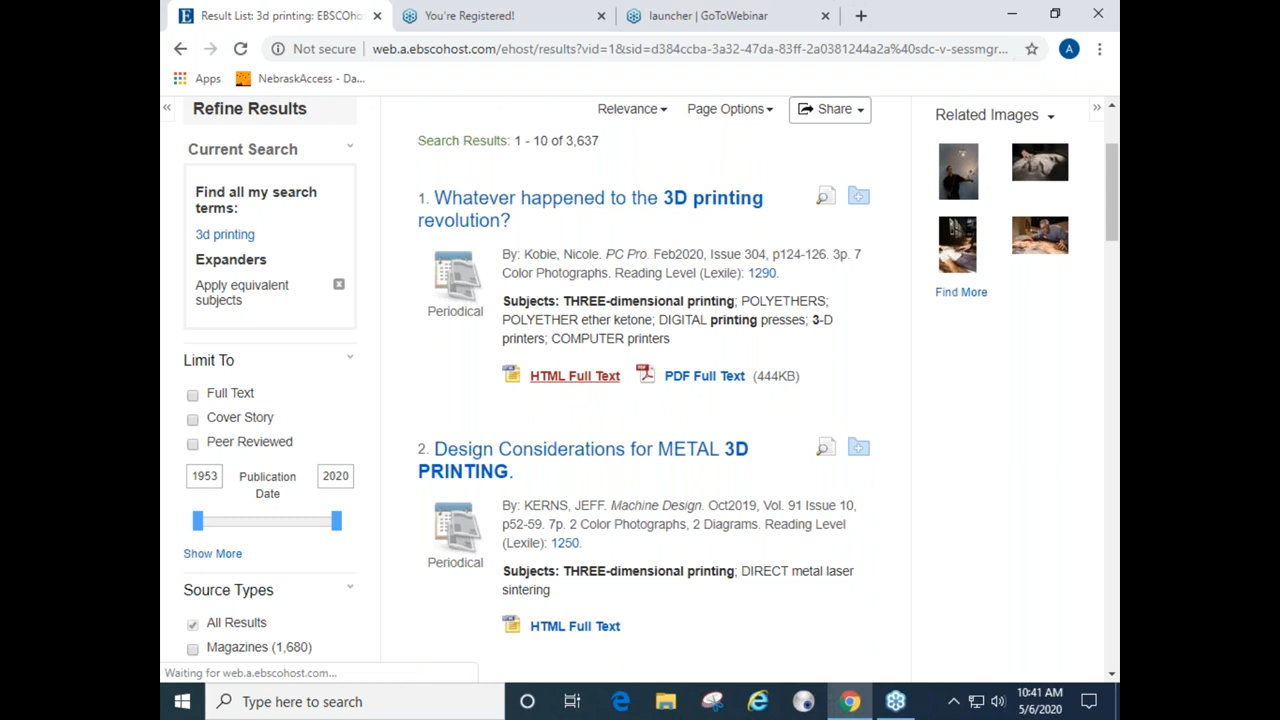 Result List: 3d printing: EBSCOho
You're Registered!
launcher | GoToWebinar
Not secure
web.a.ebscohost.com/ehost/results?vid=1&sid=d384ccba-3a32-47da-83ff-2a0381244a2a%40sdc-v-sessmgr...
A
Apps
NebraskAccess - Da...
Refine Results
Relevance
Page Options
Share
Related Images
Search Results: 1 - 10 of 3,637
Current Search
Find all my search
terms:
3d printing
Expanders
Apply equivalent
subjects
Limit To
Full Text
Cover Story
Peer Reviewed
1953
Publication
Date
2020
Show More
Source Types
All Results
Magazines (1,680)
1. Whatever happened to the 3D printing
revolution?
Periodical
By: Kobie, Nicole. PC Pro. Feb2020, Issue 304, p124-126. 3p. 7
Color Photographs. Reading Level (Lexile): 1290.
Subjects: THREE-dimensional printing; POLYETHERS;
POLYETHER ether ketone; DIGITAL printing presses; 3-D
printers; COMPUTER printers
HTML Full Text
PDF Full Text (444KB)
2. Design Considerations for METAL 3D
PRINTING.
Periodical
By: KERNS, JEFF. Machine Design. Oct2019, Vol. 91 Issue 10,
p52-59. 7p. 2 Color Photographs, 2 Diagrams. Reading Level
(Lexile): 1250.
Subjects: THREE-dimensional printing; DIRECT metal laser
sintering
HTML Full Text
Find More
Waiting for web.a.ebscohost.com...
Type here to search
10:41 AM
5/6/2020